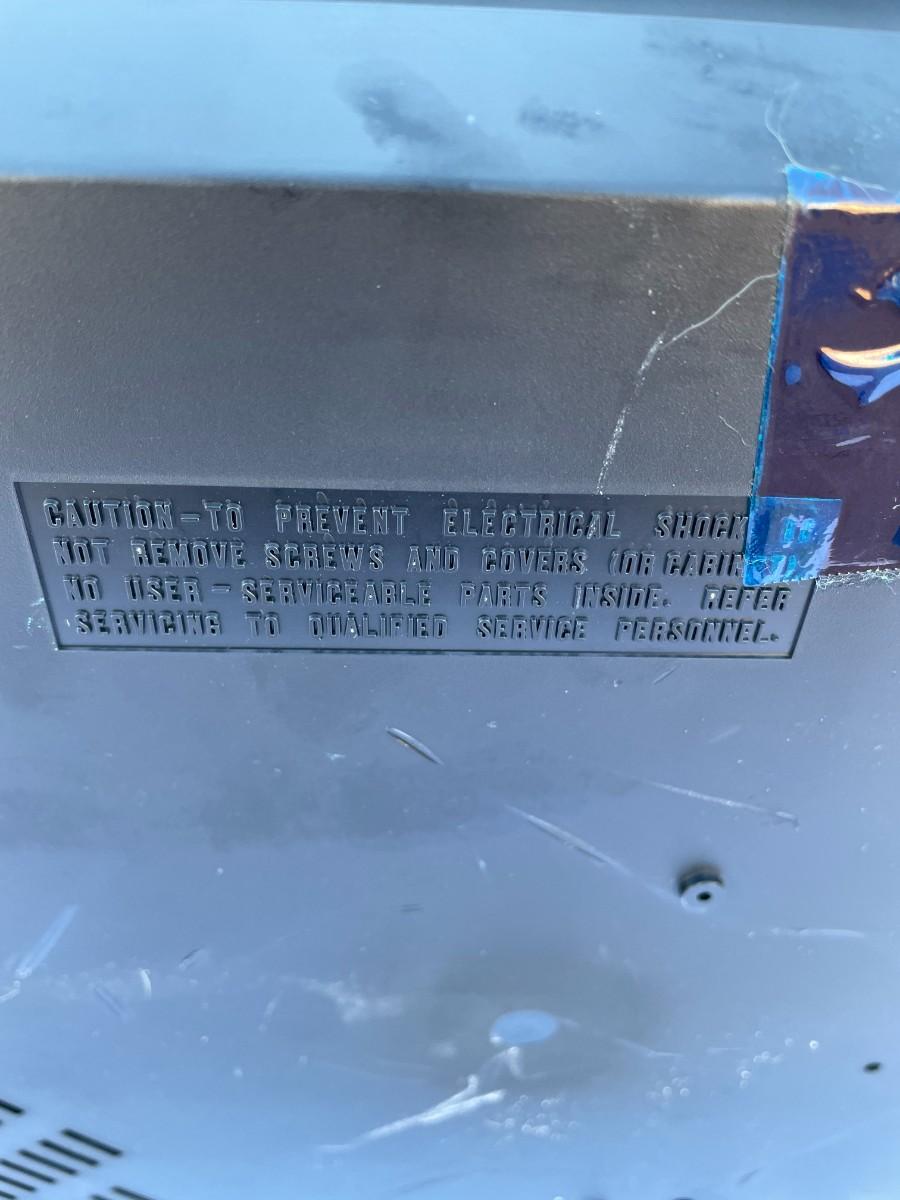 CAUTION-TO PREVENT ELECTRICAL SHOCK
NOT REMOVE SCREWS AND COVERS (OR
NO USER-SERVICEABLE PARTS INSIDE. REFER
SERVICING TO QUALIFIED SERVICE PERSONNEL.